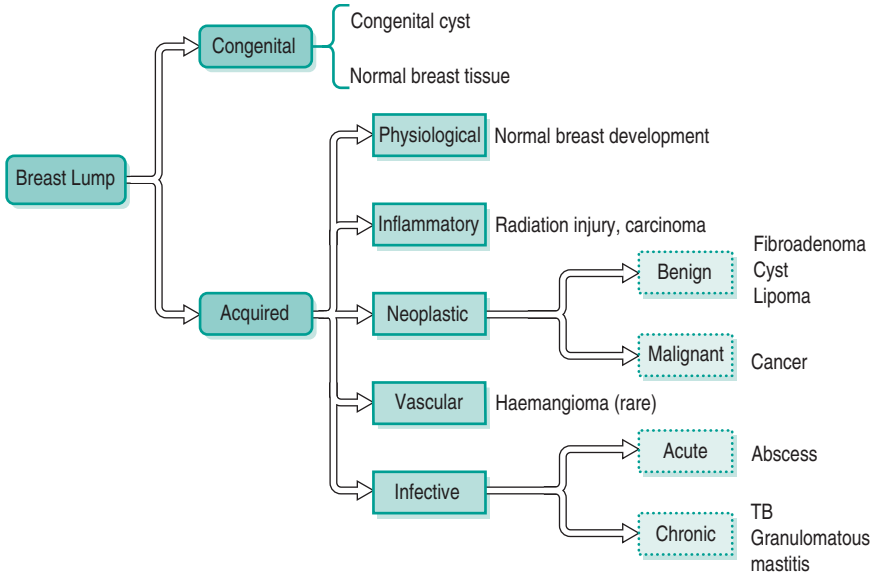 Breast Lump
Congenital
Congenital cyst
Normal breast tissue
Acquired
Physiological
Normal breast development
Inflammatory
Radiation injury, carcinoma
Neoplastic
Benign
Fibroadenoma
Cyst
Lipoma
Malignant
Cancer
Vascular
Haemangioma (rare)
Infective
Acute
Abscess
Chronic
TB
Granulomatous
mastitis